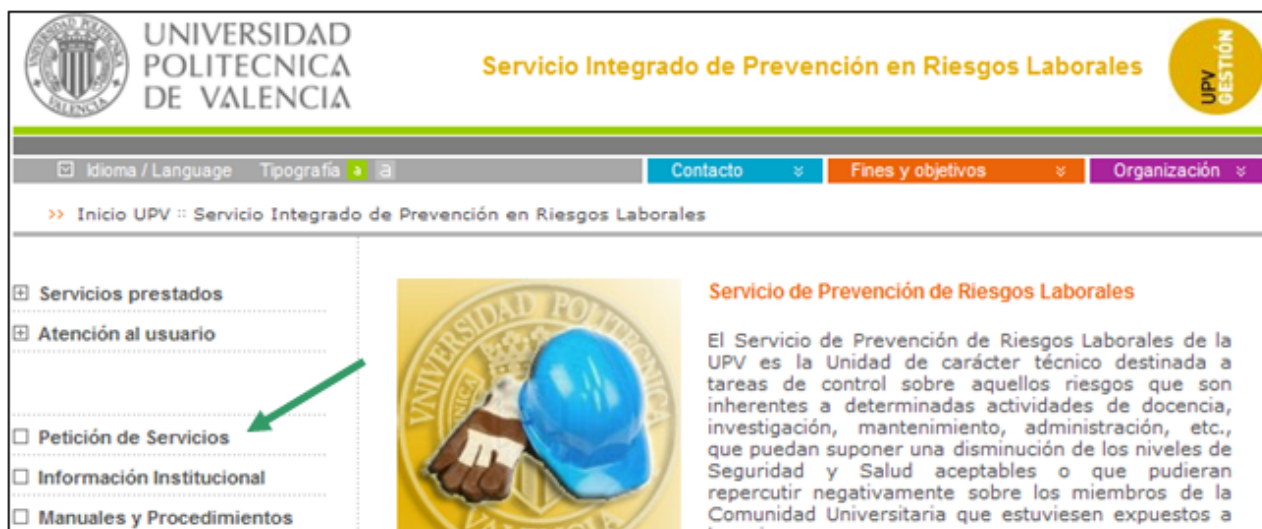 UNIVERSIDAD
POLITECNICA
DE VALENCIA
Servicio Integrado de Prevención en Riesgos Laborales
UPV
GESTIÓN
Idioma / Language Tipografía a a
Contacto
Fines y objetivos
Organización
>> Inicio UPV :: Servicio Integrado de Prevención en Riesgos Laborales
Servicios prestados
Atención al usuario
Petición de Servicios
Información Institucional
Manuales y Procedimientos
Servicio de Prevención de Riesgos Laborales
El Servicio de Prevención de Riesgos Laborales de la
UPV es la Unidad de carácter técnico destinada a
tareas de control sobre aquellos riesgos que son
inherentes a determinadas actividades de docencia,
investigación, mantenimiento, administración, etc.,
que puedan suponer una disminución de los niveles de
Seguridad y Salud aceptables o que pudieran
repercutir negativamente sobre los miembros de la
Comunidad Universitaria que estuviesen expuestos a